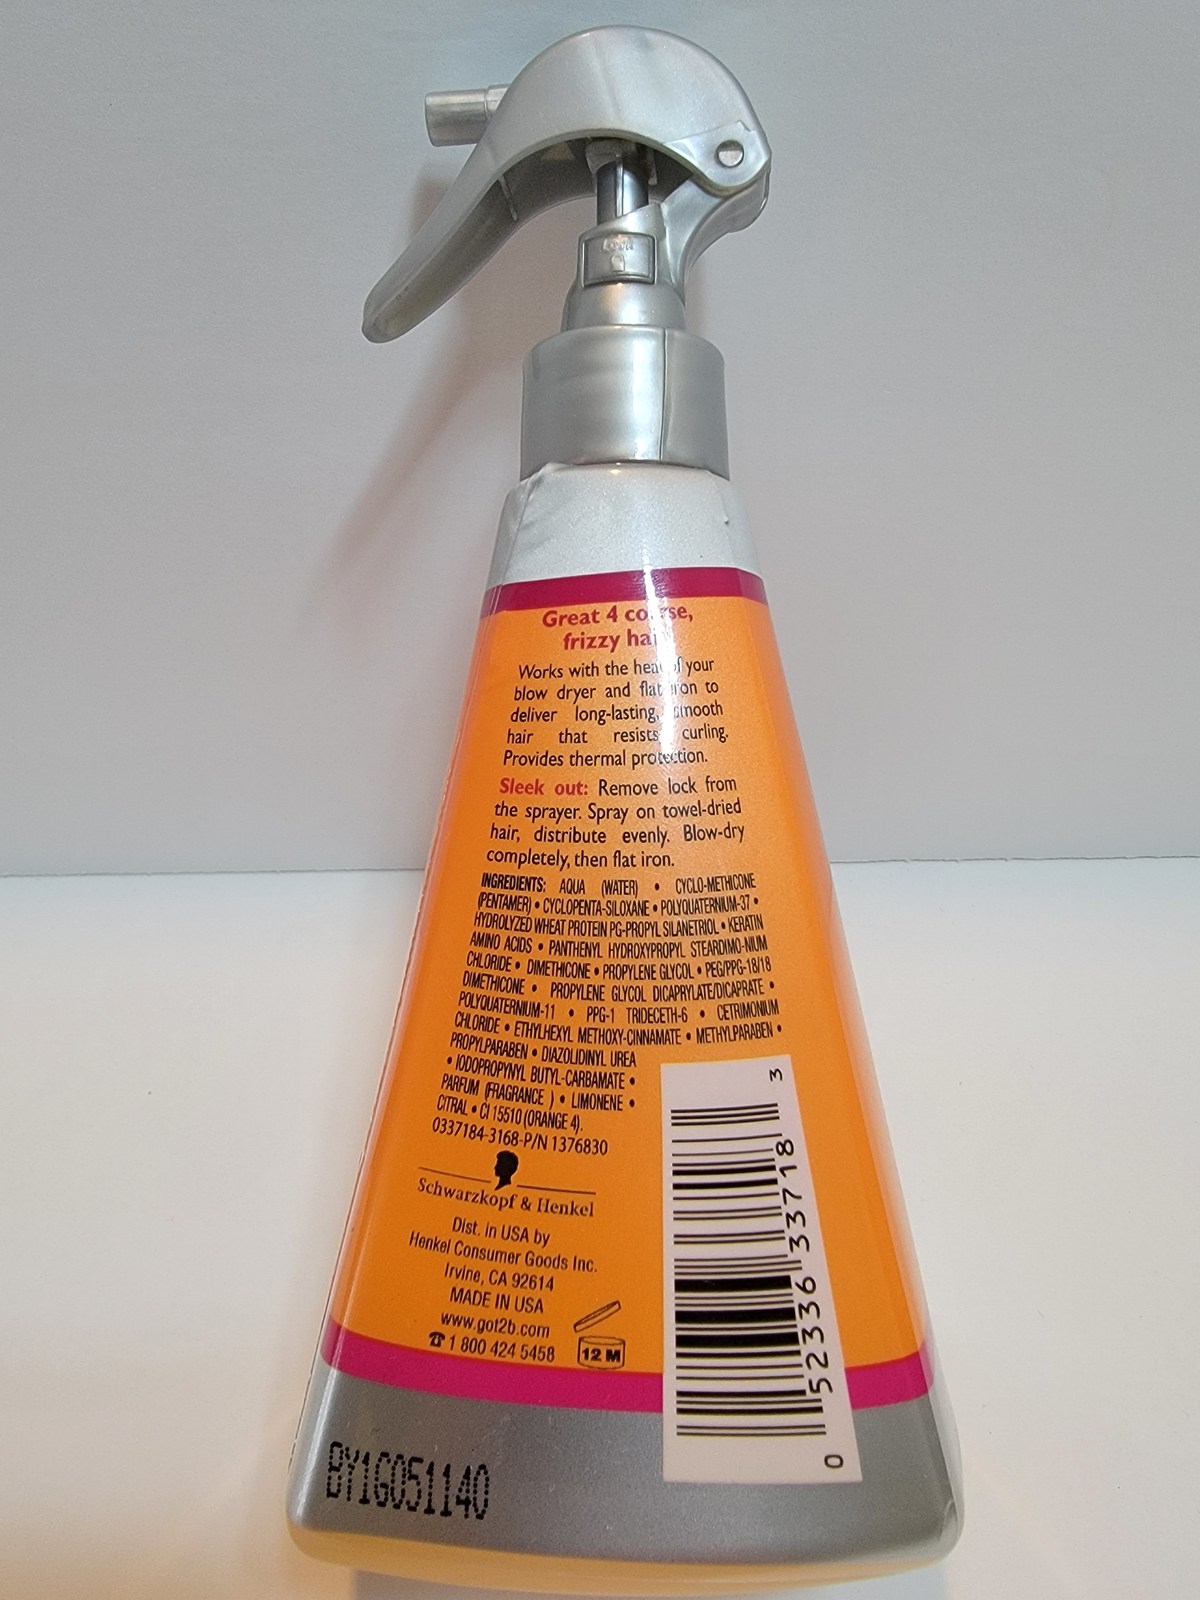 Great 4 coarse,
frizzy hair!
Works with the heat of your
blow dryer and flat iron to
deliver long-lasting, smooth
hair that resists curling.
Provides thermal protection.
Sleek out: Remove lock from
the sprayer. Spray on towel-dried
hair, distribute evenly. Blow-dry
completely, then flat iron.
INGREDIENTS: AQUA (WATER) • CYCLO-METHICONE
(PENTAMER) • CYCLOPENTA-SILOXANE • POLYQUATERNIUM-37 •
HYDROLYZED WHEAT PROTEIN PG-PROPYL SILANETRIOL • KERATIN
AMINO ACIDS • PANTHENYL HYDROXYPROPYL STEARDIMO-NIUM
CHLORIDE • DIMETHICONE • PROPYLENE GLYCOL • PEG/PPG-18/18
DIMETHICONE • PROPYLENE GLYCOL DICAPRYLATE/DICAPRATE •
POLYQUATERNIUM-11 • PPG-1 TRIDECETH-6 • CETRIMONIUM
CHLORIDE • ETHYLHEXYL METHOXY-CINNAMATE • METHYLPARABEN •
PROPYLPARABEN • DIAZOLIDINYL UREA
• IODOPROPYNYL BUTYL-CARBAMATE •
PARFUM (FRAGRANCE ) • LIMONENE •
CITRAL • CI 15510 (ORANGE 4).
0337184-3168-P/N 1376830
Schwarzkopf & Henkel
Dist. in USA by
Henkel Consumer Goods Inc.
Irvine, CA 92614
MADE IN USA
www.got2b.com
☎ 1 800 424 5458
12 M
0 52336 33718 3
BY1G051140